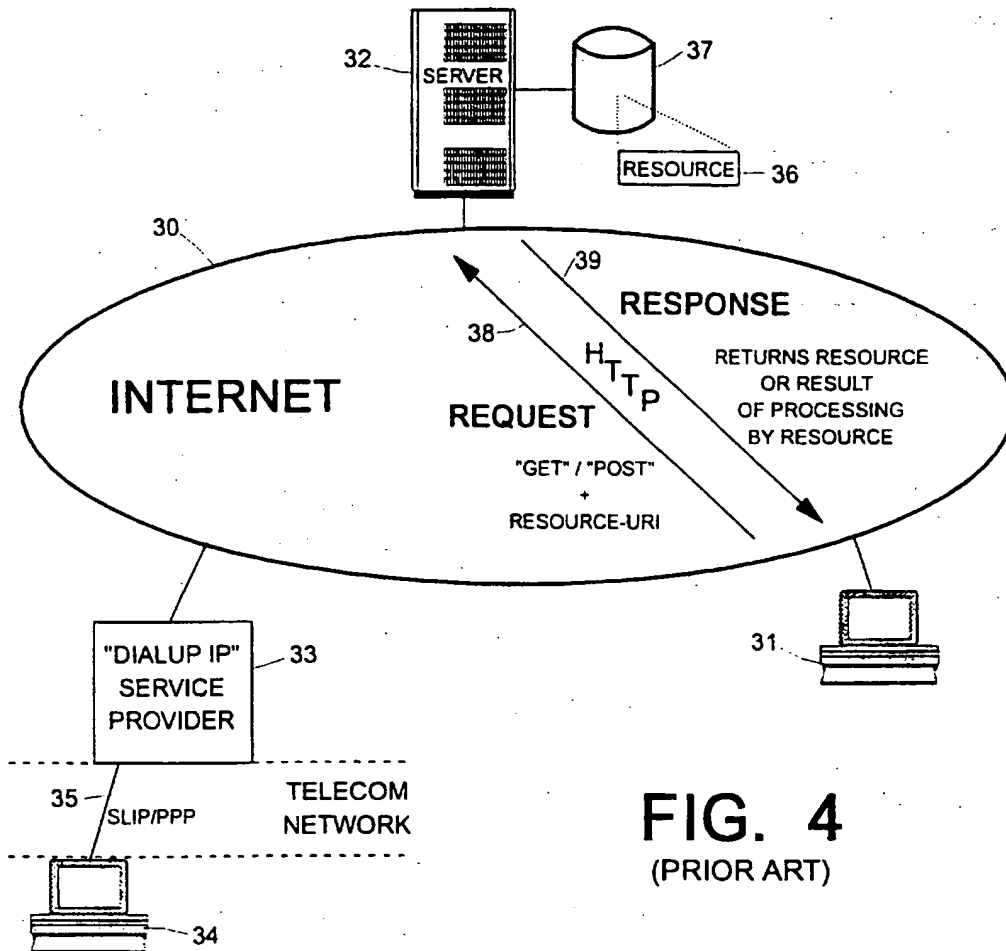 32
SERVER
37
RESOURCE
36
30
39
RESPONSE
38
HTTP
RETURNS RESOURCE
OR RESULT
OF PROCESSING
BY RESOURCE
INTERNET
REQUEST
"GET" / "POST"
+
RESOURCE-URI
"DIALUP IP"
SERVICE
PROVIDER
33
31
35
SLIP/PPP
TELECOM
NETWORK
34
FIG. 4
(PRIOR ART)